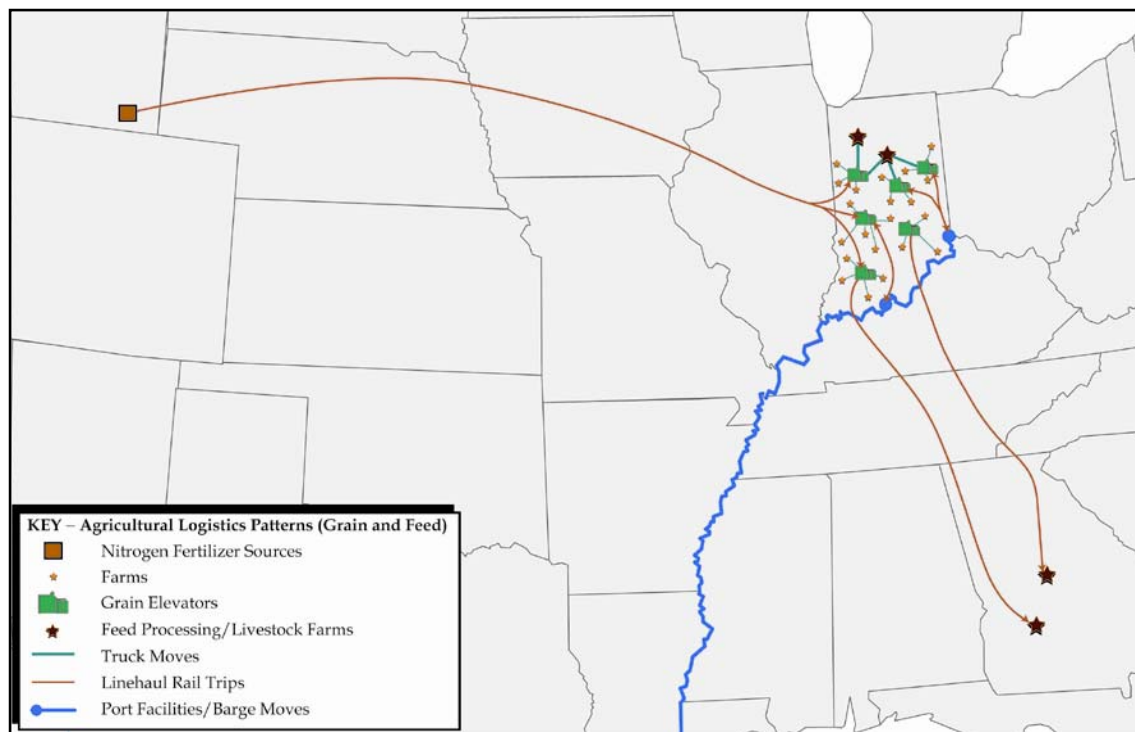 KEY – Agricultural Logistics Patterns (Grain and Feed)
Nitrogen Fertilizer Sources
Farms
Grain Elevators
Feed Processing/Livestock Farms
Truck Moves
Linehaul Rail Trips
Port Facilities/Barge Moves